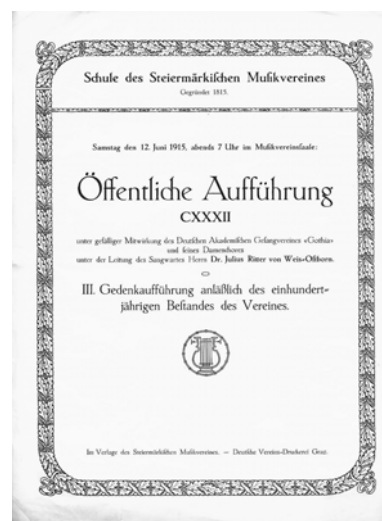 Schule des Steiermärkischen Musikvereines
Gegründet 1815.
Samstag den 12. Juni 1915, abends 7 Uhr im Musikvereinssaale:
Öffentliche Aufführung
CXXXII
unter gefälliger Mitwirkung des Deutschen Akademischen Gesangvereines «Gothia»
und seines Damenchores
unter der Leitung des Sangwartes Herrn Dr. Julius Ritter von Weis-Ostborn.
III. Gedenkaufführung anläßlich des einhundert-
jährigen Bestandes des Vereines.
Im Verlage des Steiermärkischen Musikvereines. — Deutsche Vereins-Druckerei Graz.